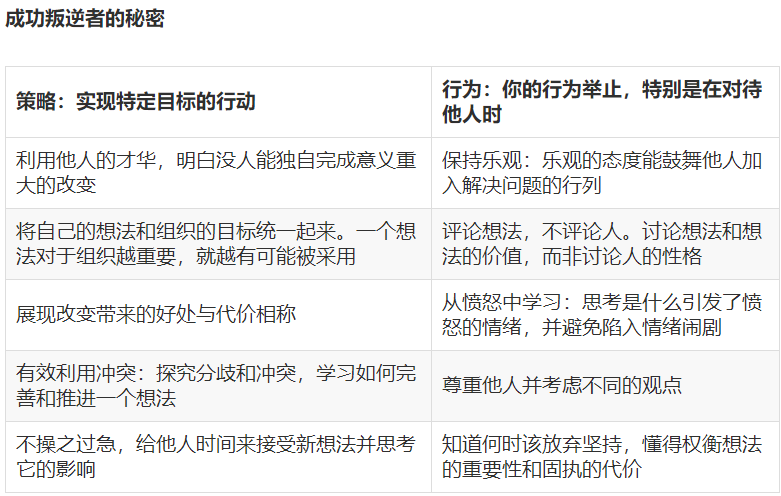 成功叛逆者的秘密
策略：实现特定目标的行动
行为：你的行为举止，特别是在对待
他人时
利用他人的才华，明白没人能独自完成意义重
大的改变
保持乐观：乐观的态度能鼓舞他人加
入解决问题的行列
将自己的想法和组织的目标统一起来。一个想
法对于组织越重要，就越有可能被采用
评论想法，不评论人。讨论想法和想
法的价值，而非讨论人的性格
展现改变带来的好处与代价相称
从愤怒中学习：思考是什么引发了愤
怒的情绪，并避免陷入情绪闹剧
有效利用冲突：探究分歧和冲突，学习如何完
善和推进一个想法
尊重他人并考虑不同的观点
不操之过急，给他人时间来接受新想法并思考
它的影响
知道何时该放弃坚持，懂得权衡想法
的重要性和固执的代价